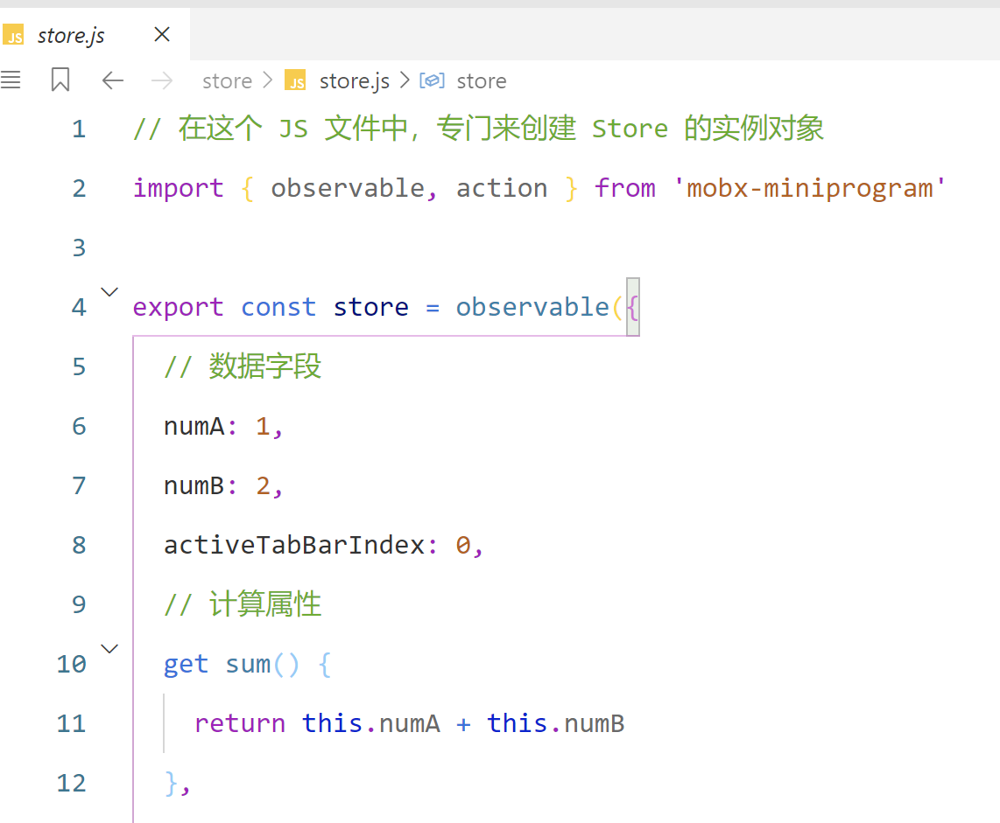 JS store.js ×
store > JS store.js > store
1 // 在这个 JS 文件中，专门来创建 Store 的实例对象
2 import { observable, action } from 'mobx-miniprogram'
3
4 export const store = observable({
5 // 数据字段
6 numA: 1,
7 numB: 2,
8 activeTabBarIndex: 0,
9 // 计算属性
10 get sum() {
11 return this.numA + this.numB
12 },